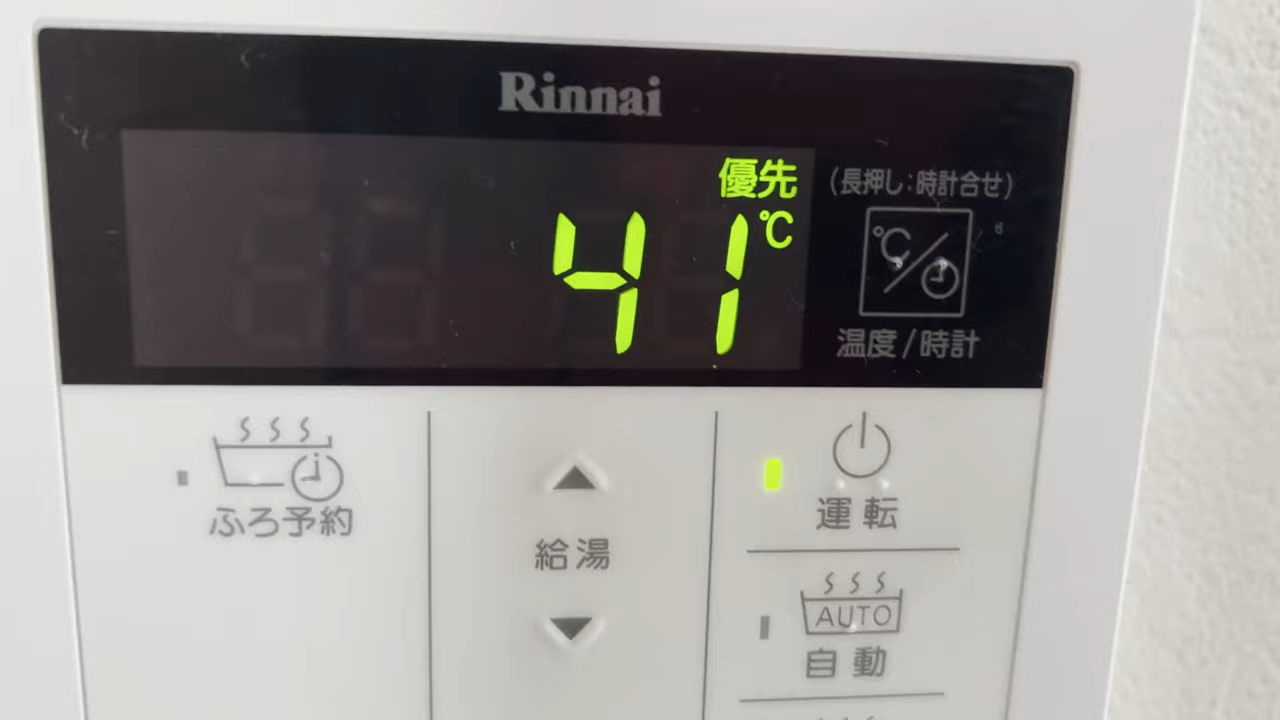 Rinnai
優先
41℃
(長押し:時計合せ)
℃/
温度/時計
ふろ予約
給湯
運転
AUTO
自動